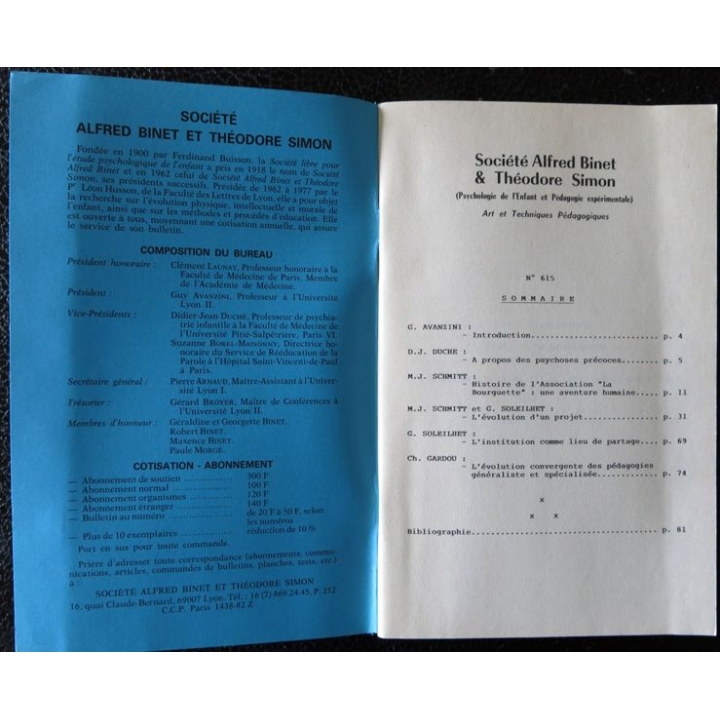 SOCIÉTÉ
ALFRED BINET ET THÉODORE SIMON
Fondée en 1900 par Ferdinand Buisson, la Société libre pour
l'étude psychologique de l'enfant a pris en 1918 le nom de Société
Alfred Binet et en 1962 celui de Société Alfred Binet et Théodore
Simon, ses présidents successifs. Présidée de 1962 à 1977 par le
Pr Léon Husson, de la Faculté des Lettres de Lyon, elle a pour objet
la recherche sur l'évolution physique, intellectuelle et morale de
l'enfant, ainsi que sur les méthodes et procédés d'éducation. Elle
est ouverte à tous, moyennant une cotisation annuelle, qui assure
le service de son bulletin.
COMPOSITION DU BUREAU
Président honoraire : Clément LAUNAY, Professeur honoraire à la
Faculté de Médecine de Paris, Membre
de l'Académie de Médecine.
Président : Guy AVANZINI, Professeur à l'Université
Lyon II.
Vice-Présidents : Didier-Jean DUCHÉ, Professeur de psychia-
trie infantile à la Faculté de Médecine de
l'Université Pitié-Salpétrière, Paris VI.
Suzanne BOREL-MAISONNY, Directrice ho-
noraire du Service de Rééducation de la
Parole à l'Hôpital Saint-Vincent-de-Paul
à Paris.
Secrétaire général : Pierre ARNAUD, Maître-Assistant à l'Univer-
sité Lyon I.
Trésorier : Gérard BROYER, Maître de Conférences à
l'Université Lyon II.
Membres d'honneur : Géraldine et Georgette BINET,
Robert BINET,
Maxence BINET,
Paule MORGE.
COTISATION - ABONNEMENT
— Abonnement de soutien .............. 300 F
— Abonnement normal .............. 100 F
— Abonnement organismes .............. 120 F
— Abonnement étranger .............. 140 F
— Bulletin au numéro .............. de 20 F à 50 F, selon
les numéros
— Plus de 10 exemplaires .............. réduction de 10 %
Port en sus pour toute commande.
Prière d'adresser toute correspondance (abonnements, commu-
nications, articles, commandes de bulletins, planches, tests, etc.)
à :
SOCIÉTÉ ALFRED BINET ET THÉODORE SIMON
16, quai Claude-Bernard, 69007 Lyon, Tél. : 16 (7) 869.24.45, P. 212
C.C.P. Paris 1438-82 Z
Société Alfred Binet
& Théodore Simon
(Psychologie de l'Enfant et Pédagogie expérimentale)
Art et Techniques Pédagogiques
N° 615
SOMMAIRE
G. AVANZINI :
- Introduction........................ p. 4
D.J. DUCHE :
- A propos des psychoses précoces....... p. 5
M.J. SCHMITT :
- Histoire de l'Association "La
Bourguette" : une aventure humaine.... p. 11
M.J. SCHMITT et G. SOLEILHET :
- L'évolution d'un projet............... p. 31
G. SOLEILHET :
- L'institution comme lieu de partage.... p. 69
Ch. GARDOU :
- L'évolution convergente des pédagogies
généraliste et spécialisée............. p. 74
x
x x
Bibliographie................................ p. 81